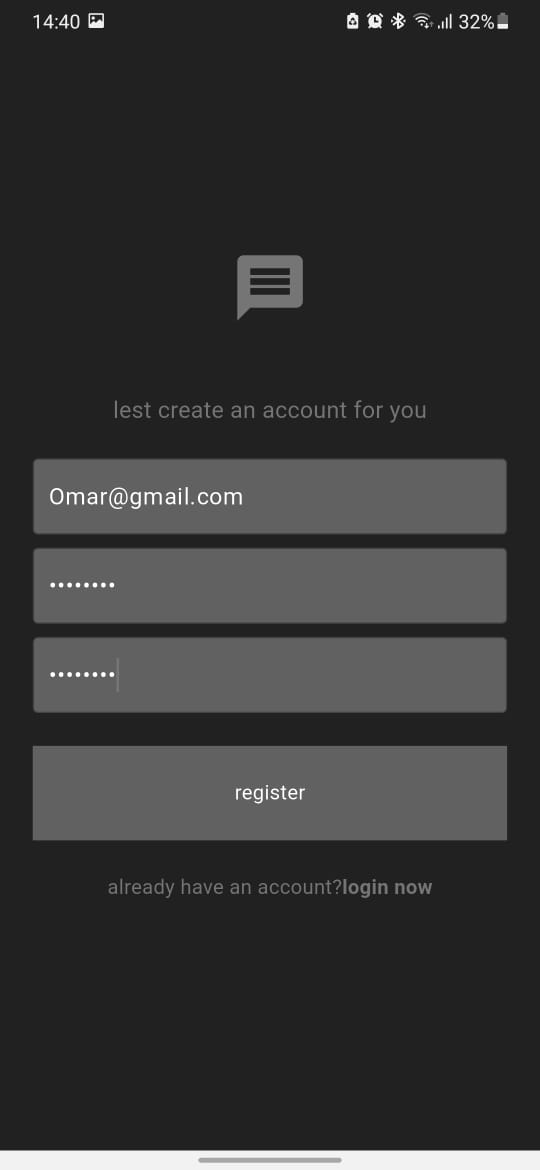 14:40 32%
lest create an account for you
Omar@gmail.com
••••••••
••••••••
register
already have an account?login now